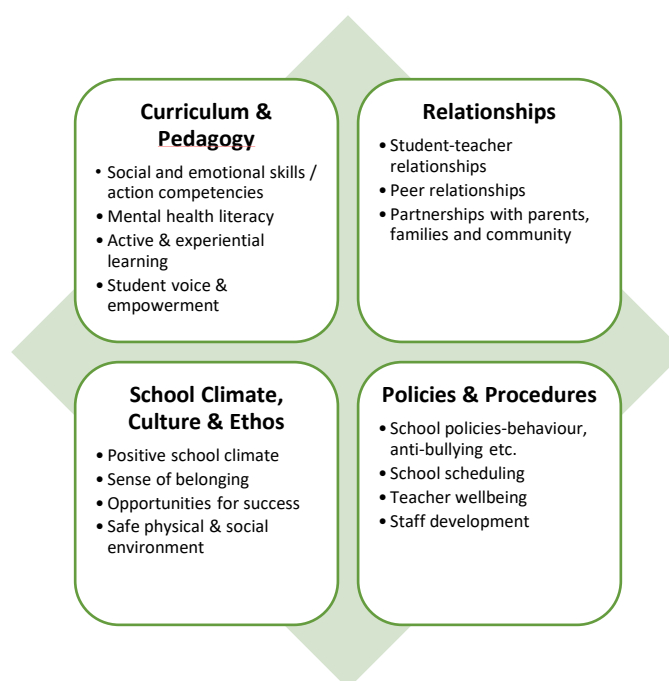 Curriculum &
Pedagogy
• Social and emotional skills /
action competencies
• Mental health literacy
• Active & experiential
learning
• Student voice &
empowerment
Relationships
• Student-teacher
relationships
• Peer relationships
• Partnerships with parents,
families and community
School Climate,
Culture & Ethos
• Positive school climate
• Sense of belonging
• Opportunities for success
• Safe physical & social
environment
Policies & Procedures
• School policies-behaviour,
anti-bullying etc.
• School scheduling
• Teacher wellbeing
• Staff development